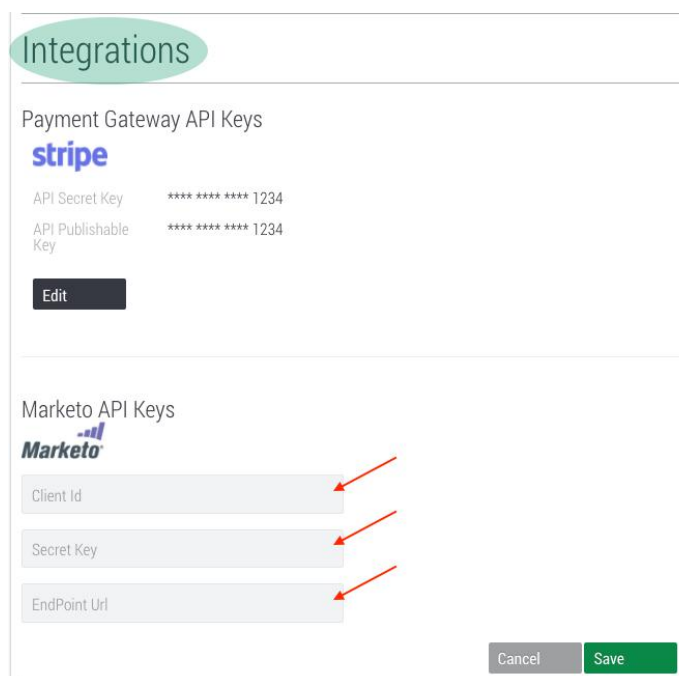 Integrations
Payment Gateway API Keys
stripe
API Secret Key **** **** **** 1234
API Publishable Key **** **** **** 1234
Edit
Marketo API Keys
Marketo
Client Id
Secret Key
EndPoint Url
Cancel Save